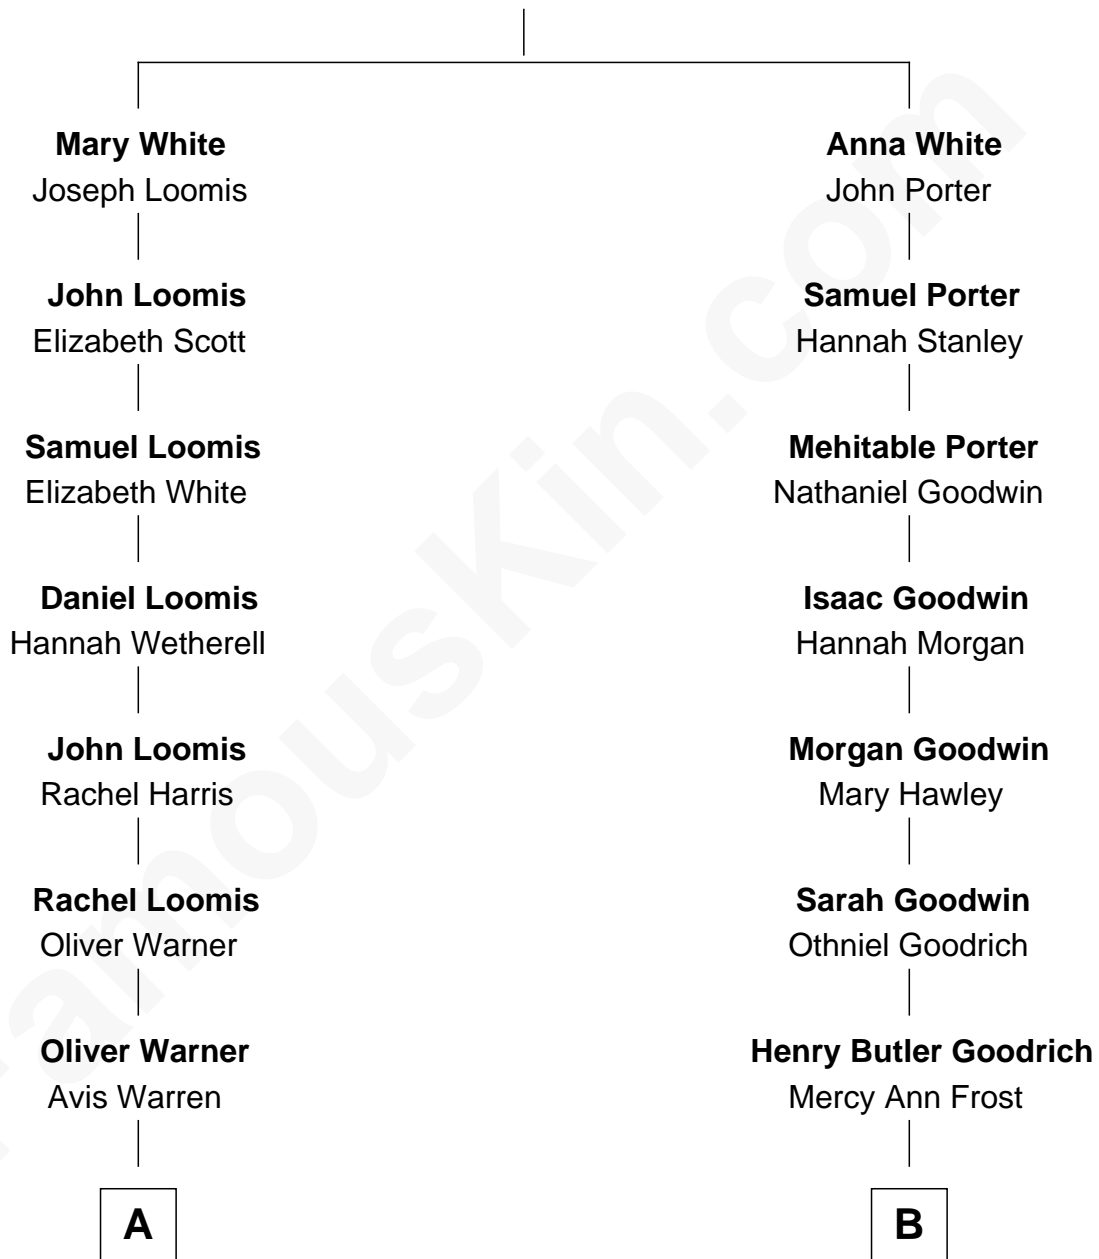 Mary White
Joseph Loomis
John Loomis
Elizabeth Scott
Samuel Loomis
Elizabeth White
Daniel Loomis
Hannah Wetherell
John Loomis
Rachel Harris
Rachel Loomis
Oliver Warner
Oliver Warner
Avis Warren
A
Anna White
John Porter
Samuel Porter
Hannah Stanley
Mehitable Porter
Nathaniel Goodwin
Isaac Goodwin
Hannah Morgan
Morgan Goodwin
Mary Hawley
Sarah Goodwin
Othniel Goodrich
Henry Butler Goodrich
Mercy Ann Frost
B
FamousKin.com